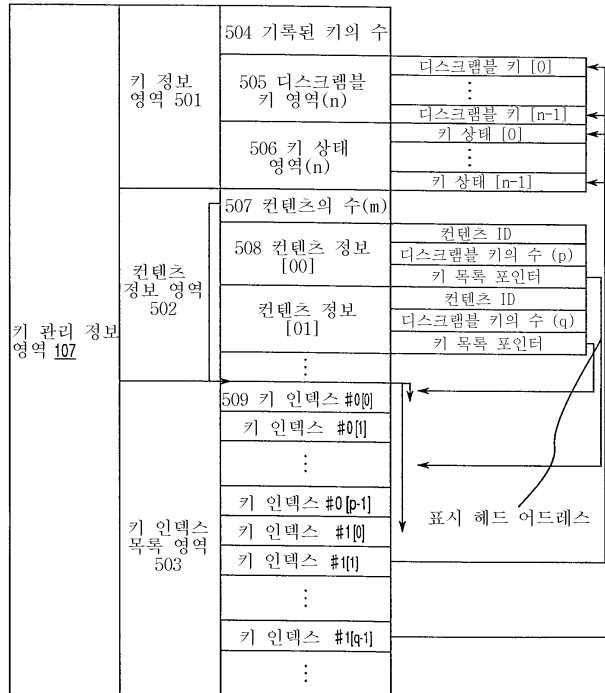 키 관리 정보
영역 107
키 정보
영역 501
504 기록된 키의 수
505 디스크램블
키 영역(n)
디스크램블 키 [0]
⋮
디스크램블 키 [n-1]
506 키 상태
영역(n)
키 상태 [0]
⋮
키 상태 [n-1]
컨텐츠
정보 영역
502
507 컨텐츠의 수(m)
508 컨텐츠 정보
[00]
컨텐츠 ID
디스크램블 키의 수 (p)
키 목록 포인터
컨텐츠 정보
[01]
컨텐츠 ID
디스크램블 키의 수 (q)
키 목록 포인터
⋮
키 인덱스
목록 영역
503
509 키 인덱스 #0[0]
키 인덱스 #0[1]
⋮
키 인덱스 #0[p-1]
키 인덱스 #1[0]
키 인덱스 #1[1]
⋮
키 인덱스 #1[q-1]
⋮
표시 헤드 어드레스